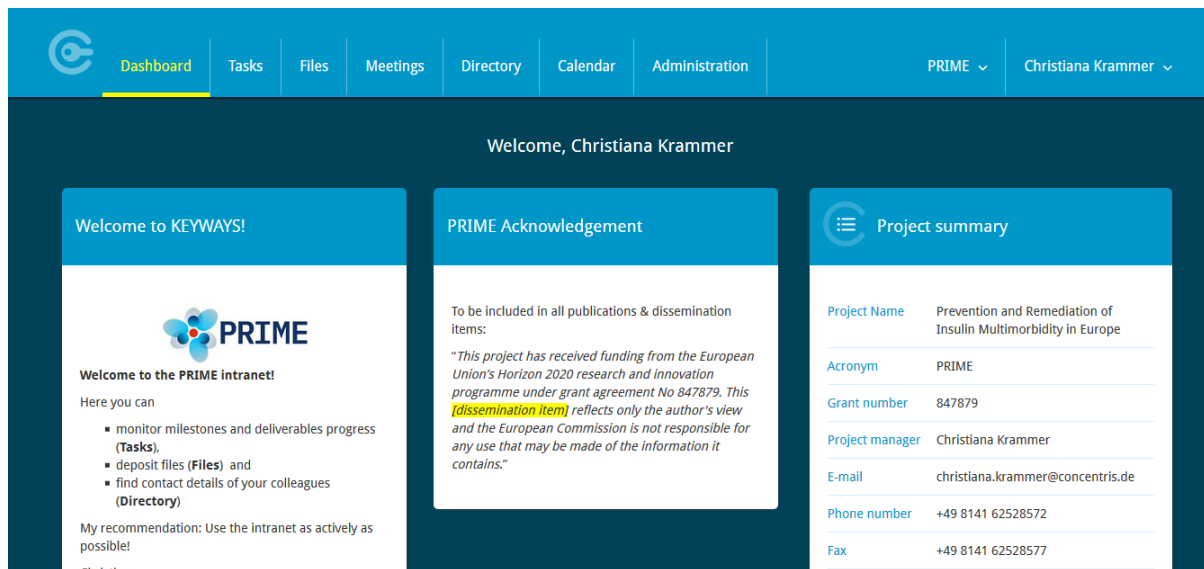 Dashboard Tasks Files Meetings Directory Calendar Administration PRIME Christiana Krammer
Welcome, Christiana Krammer
Welcome to KEYWAYS!
PRIME
Welcome to the PRIME intranet!
Here you can
▪ monitor milestones and deliverables progress
(Tasks),
▪ deposit files (Files) and
▪ find contact details of your colleagues
(Directory)
My recommendation: Use the intranet as actively as
possible!
PRIME Acknowledgement
To be included in all publications & dissemination
items:
"This project has received funding from the European
Union's Horizon 2020 research and innovation
programme under grant agreement No 847879. This
[dissemination item] reflects only the author's view
and the European Commission is not responsible for
any use that may be made of the information it
contains."
Project summary
Project Name Prevention and Remediation of
Insulin Multimorbidity in Europe
Acronym PRIME
Grant number 847879
Project manager Christiana Krammer
E-mail christiana.krammer@concentris.de
Phone number +49 8141 62528572
Fax +49 8141 62528577